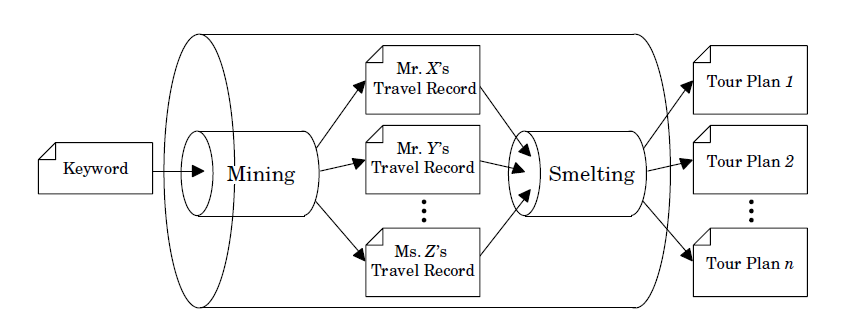 Keyword
Mining
Mr. X's
Travel Record
Mr. Y's
Travel Record
Ms. Z's
Travel Record
Smelting
Tour Plan 1
Tour Plan 2
Tour Plan n